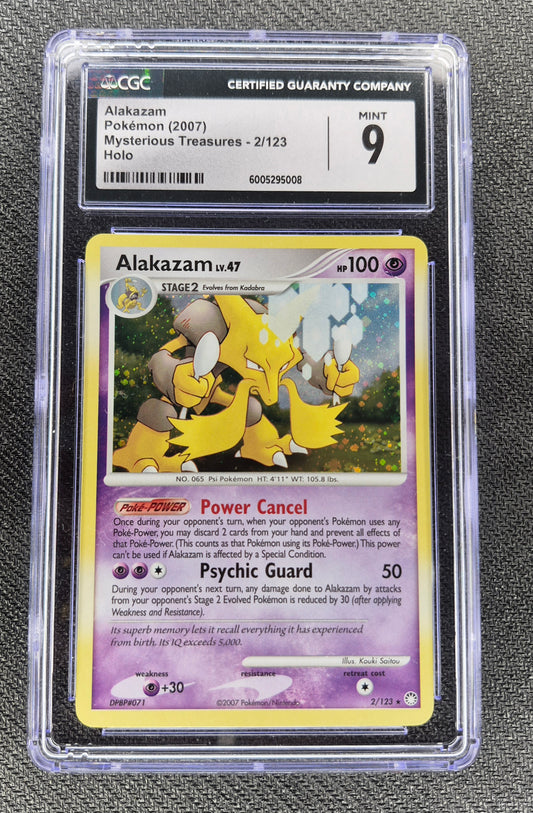 CGC
CERTIFIED GUARANTY COMPANY
Alakazam
Pokémon (2007)
Mysterious Treasures - 2/123
Holo
MINT
9
6005295008
Alakazam LV.47
HP 100
STAGE2 Evolves from Kadabra
NO. 065 Psi Pokémon HT: 4'11" WT: 105.8 lbs.
Poké-POWER Power Cancel
Once during your opponent's turn, when your opponent's Pokémon uses any
Poké-Power, you may discard 2 cards from your hand and prevent all effects of
that Poké-Power. (This counts as that Pokémon using its Poké-Power.) This power
can't be used if Alakazam is affected by a Special Condition.
Psychic Guard 50
During your opponent's next turn, any damage done to Alakazam by attacks
from your opponent's Stage 2 Evolved Pokémon is reduced by 30 (after applying
Weakness and Resistance).
Its superb memory lets it recall everything it has experienced
from birth. Its IQ exceeds 5,000.
Illus. Kouki Saitou
weakness resistance retreat cost
+30
DPBP#071
©2007 Pokémon/Nintendo
2/123 ★